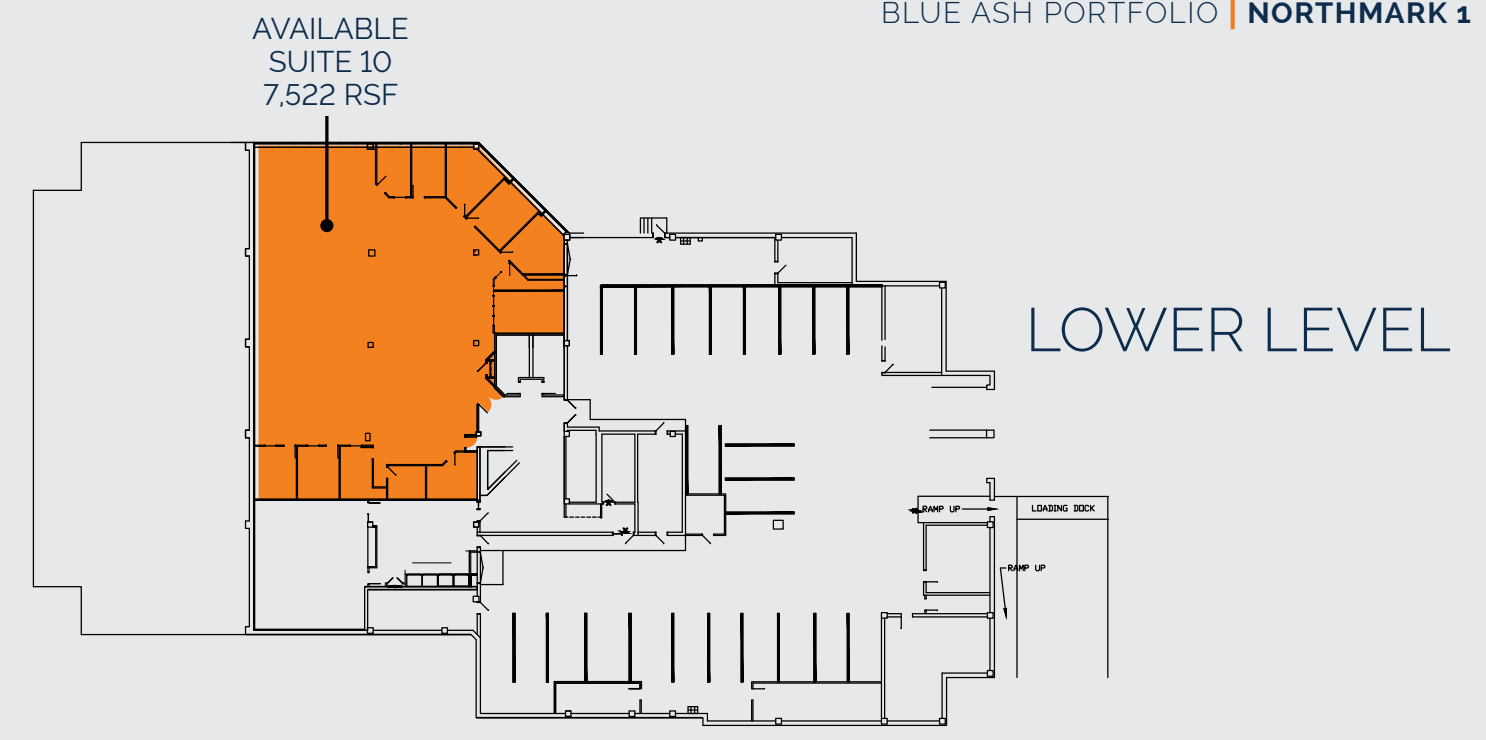 BLUE ASH PORTFOLIO | NORTHMARK 1
AVAILABLE
SUITE 10
7,522 RSF
LOWER LEVEL
RAMP UP
LOADING DOCK
RAMP UP